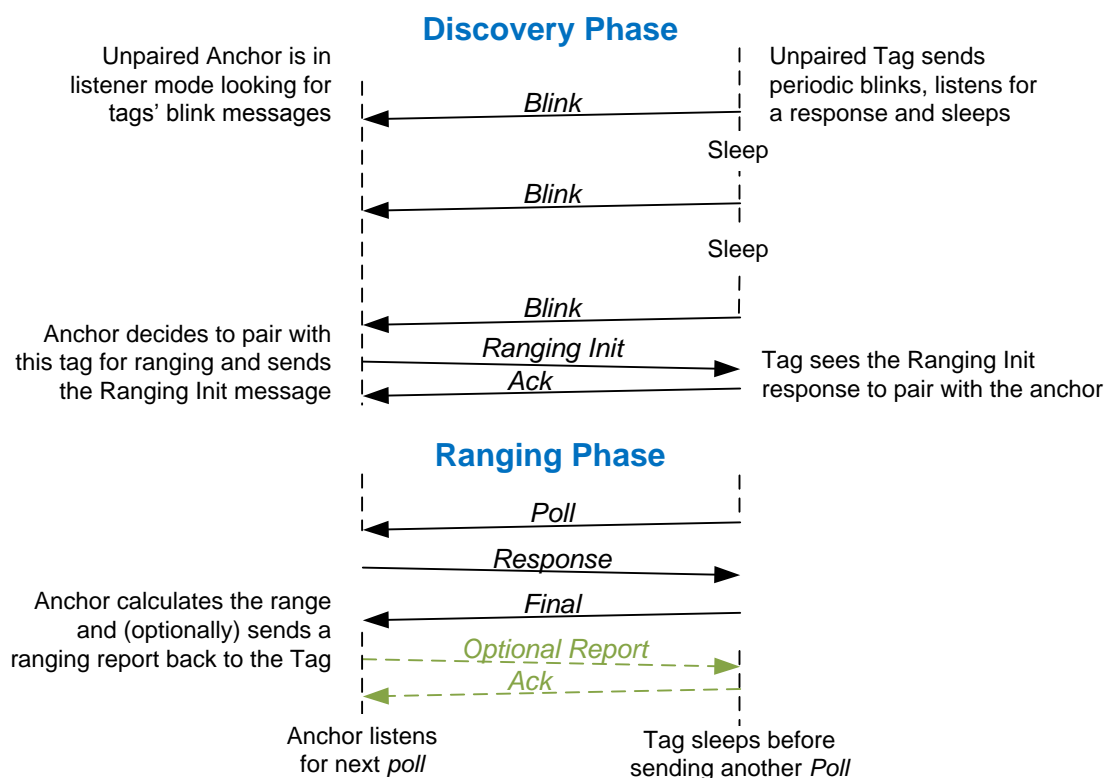 Discovery Phase
Unpaired Anchor is in
listener mode looking for
tags’ blink messages
Unpaired Tag sends
periodic blinks, listens for
a response and sleeps
Blink
Sleep
Blink
Sleep
Blink
Anchor decides to pair with
this tag for ranging and sends
the Ranging Init message
Ranging Init
Ack
Tag sees the Ranging Init
response to pair with the anchor
Ranging Phase
Poll
Response
Final
Anchor calculates the range
and (optionally) sends a
ranging report back to the Tag
Optional Report
Ack
Anchor listens
for next poll
Tag sleeps before
sending another Poll